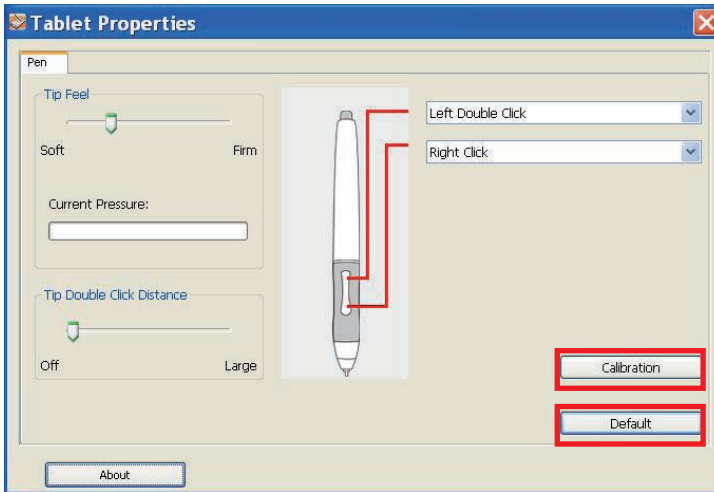 Tablet Properties
Pen
Tip Feel
Soft Firm
Current Pressure:
Tip Double Click Distance
Off Large
Left Double Click
Right Click
Calibration
Default
About